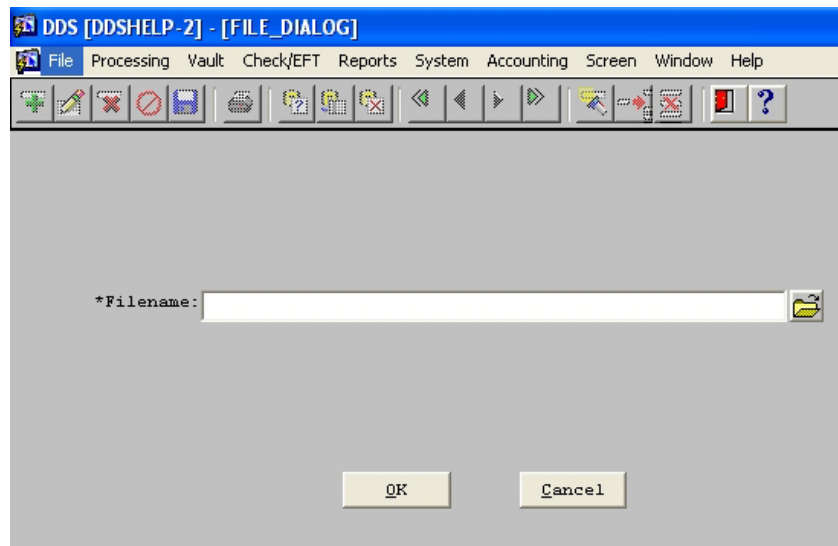 DDS [DDSHELP-2] - [FILE_DIALOG]
File Processing Vault Check/EFT Reports System Accounting Screen Window Help
*Filename:
OK Cancel